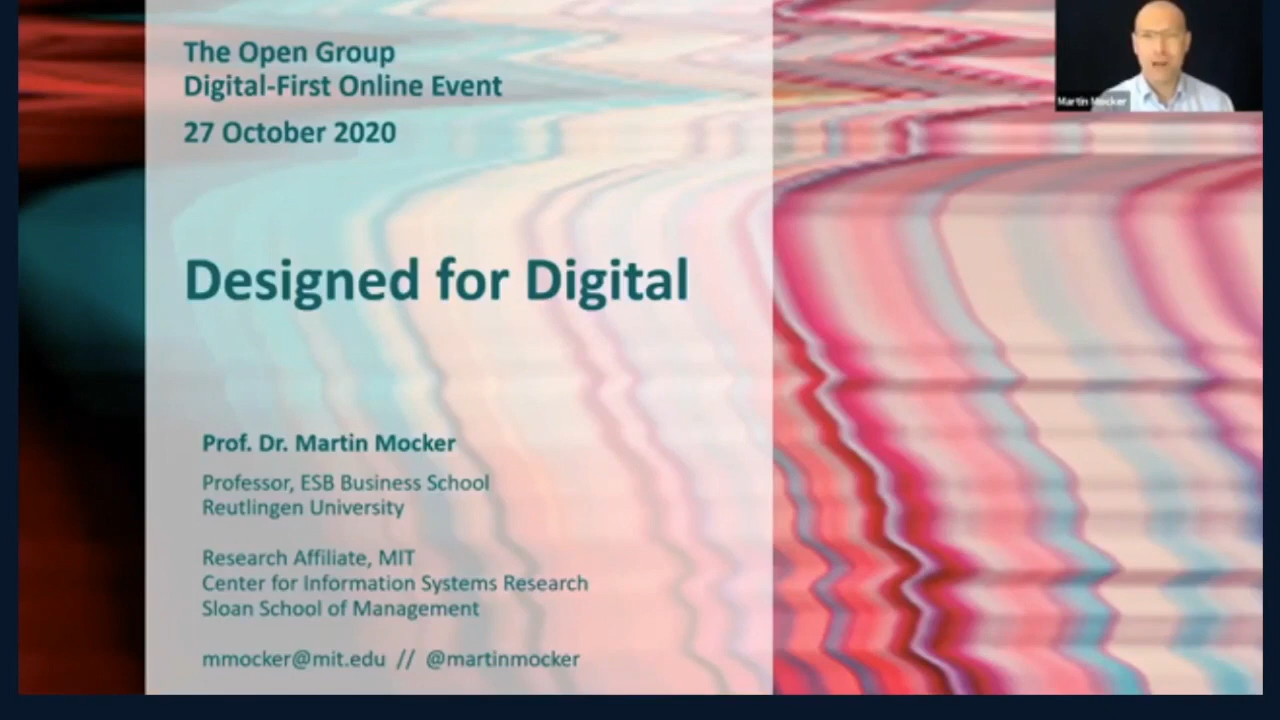 The Open Group
Digital-First Online Event
27 October 2020
Designed for Digital
Prof. Dr. Martin Mocker
Professor, ESB Business School
Reutlingen University
Research Affiliate, MIT
Center for Information Systems Research
Sloan School of Management
mmocker@mit.edu // @martinmocker
Martin Mocker